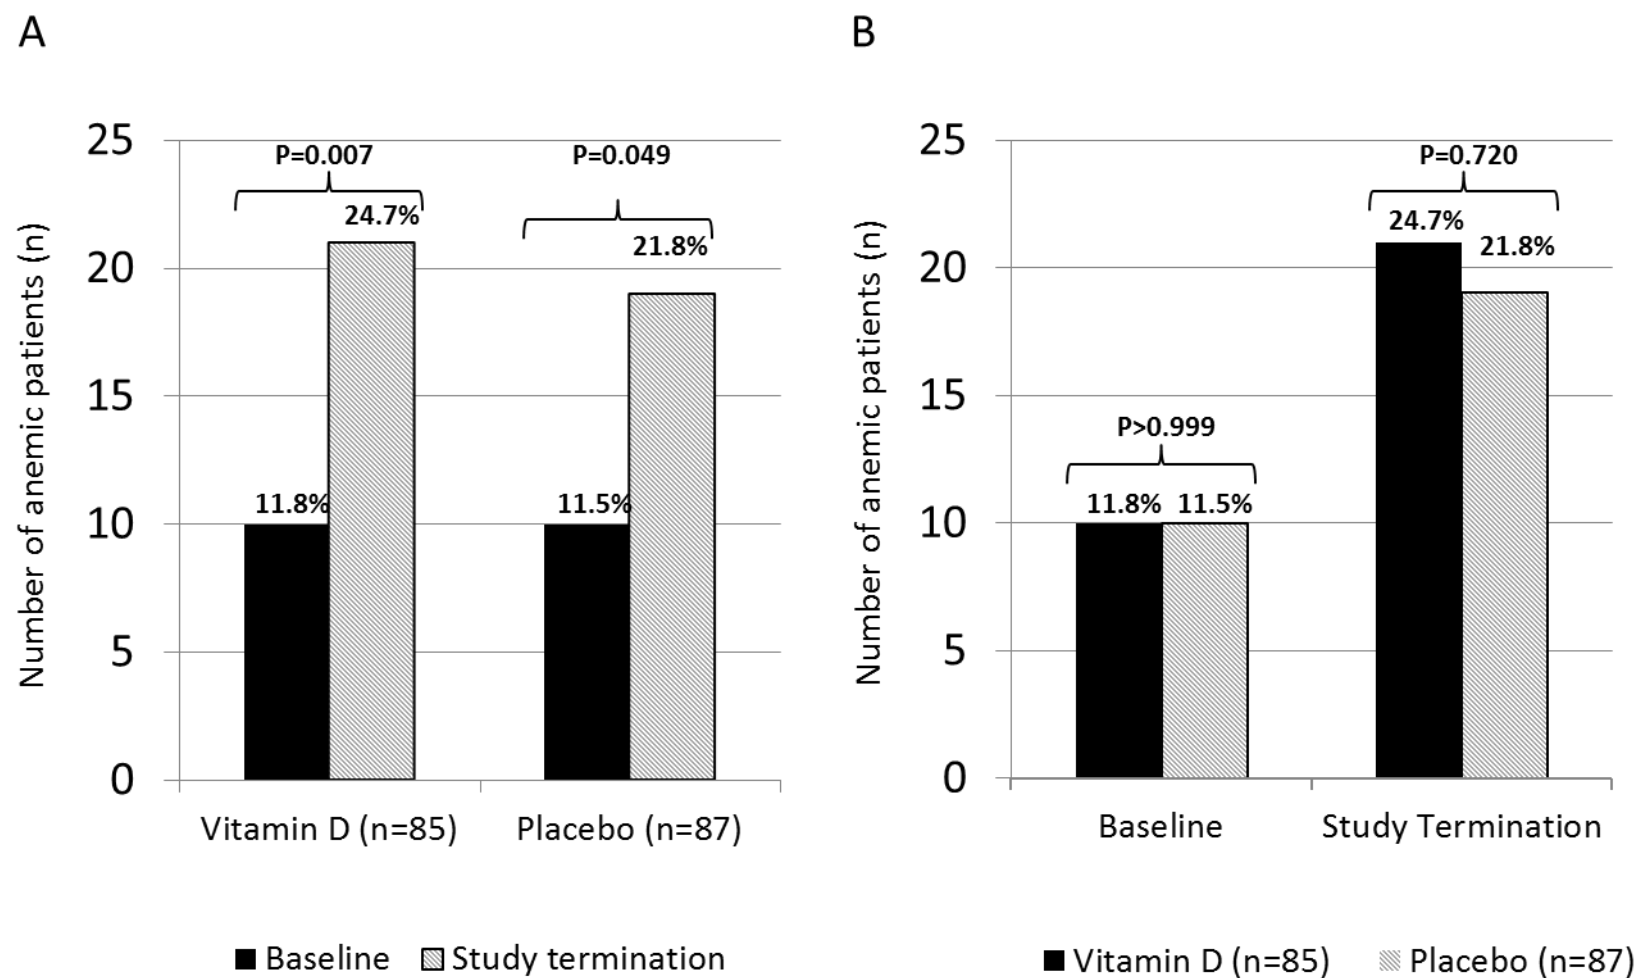 A
B
25
P=0.007
P=0.049
24.7%
21.8%
20
15
11.8%
11.5%
10
5
0
Number of anemic patients (n)
Vitamin D (n=85)
Placebo (n=87)
Baseline
Study termination
25
P=0.720
24.7%
21.8%
20
15
P>0.999
11.8%
11.5%
10
5
0
Number of anemic patients (n)
Baseline
Study Termination
Vitamin D (n=85)
Placebo (n=87)